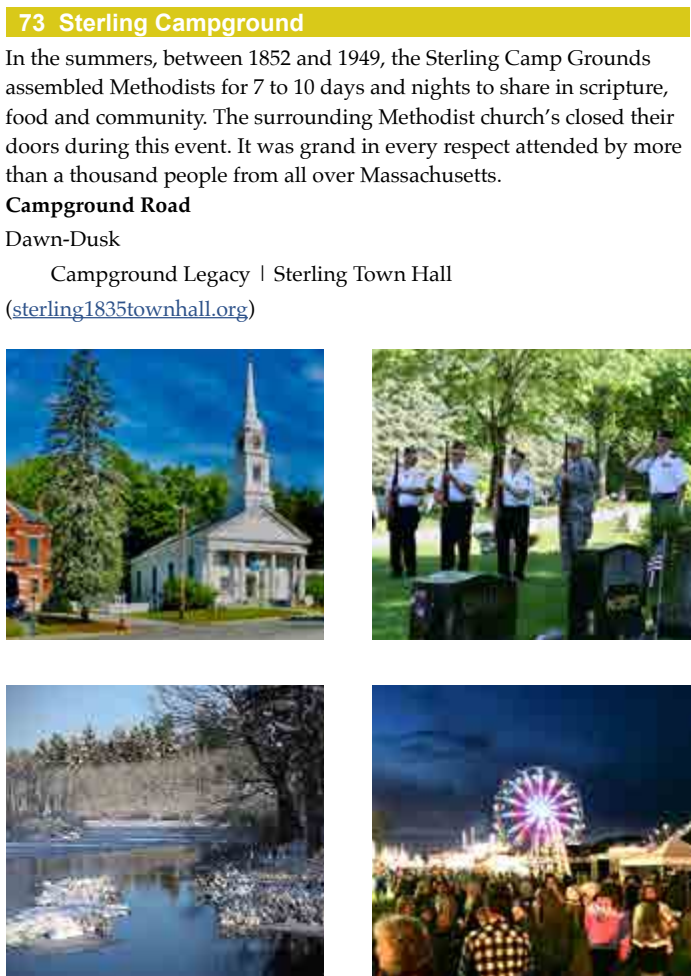 73 Sterling Campground
In the summers, between 1852 and 1949, the Sterling Camp Grounds
assembled Methodists for 7 to 10 days and nights to share in scripture,
food and community. The surrounding Methodist church’s closed their
doors during this event. It was grand in every respect attended by more
than a thousand people from all over Massachusetts.
Campground Road
Dawn-Dusk
Campground Legacy | Sterling Town Hall
(sterling1835townhall.org)